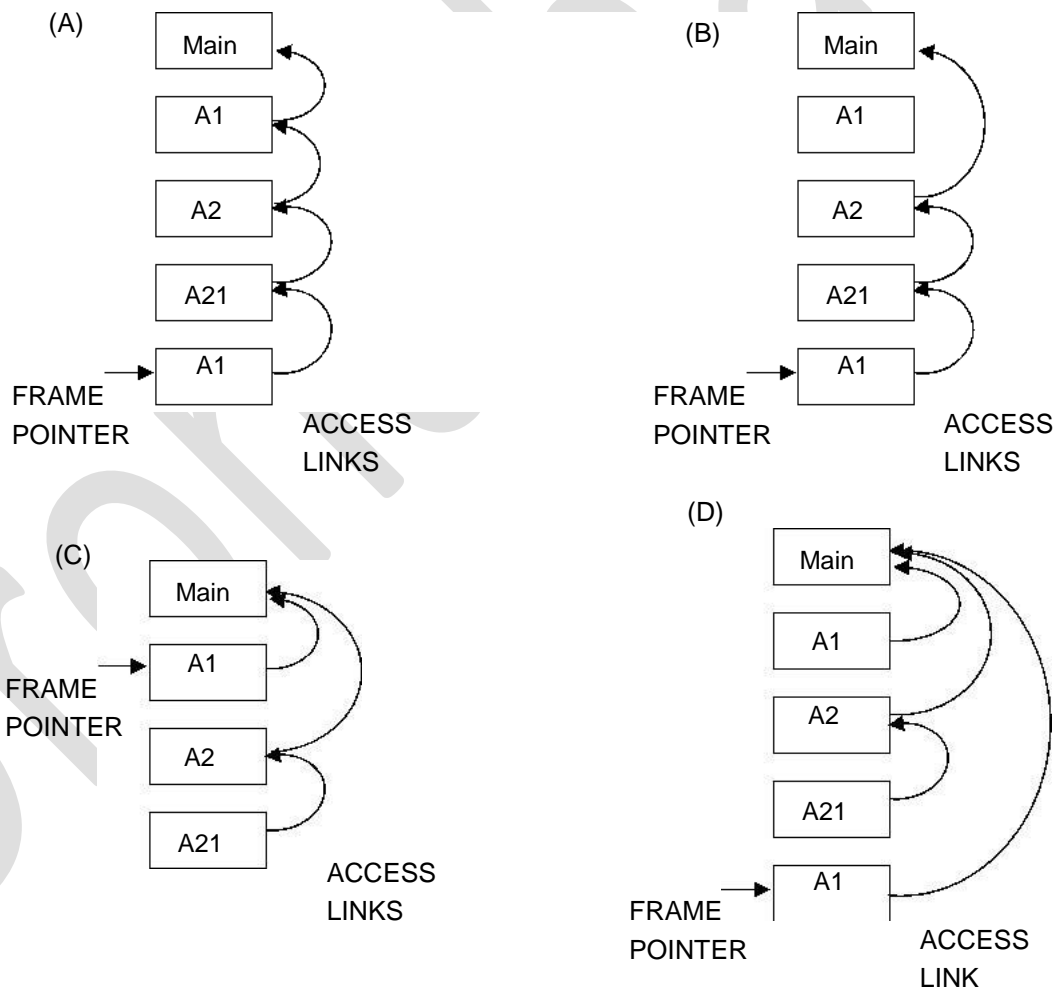 (A)
Main
A1
A2
A21
A1
FRAME
POINTER
ACCESS
LINKS
(B)
Main
A1
A2
A21
A1
FRAME
POINTER
ACCESS
LINKS
(C)
Main
A1
FRAME
POINTER
A2
A21
ACCESS
LINKS
(D)
Main
A1
A2
A21
A1
FRAME
POINTER
ACCESS
LINK